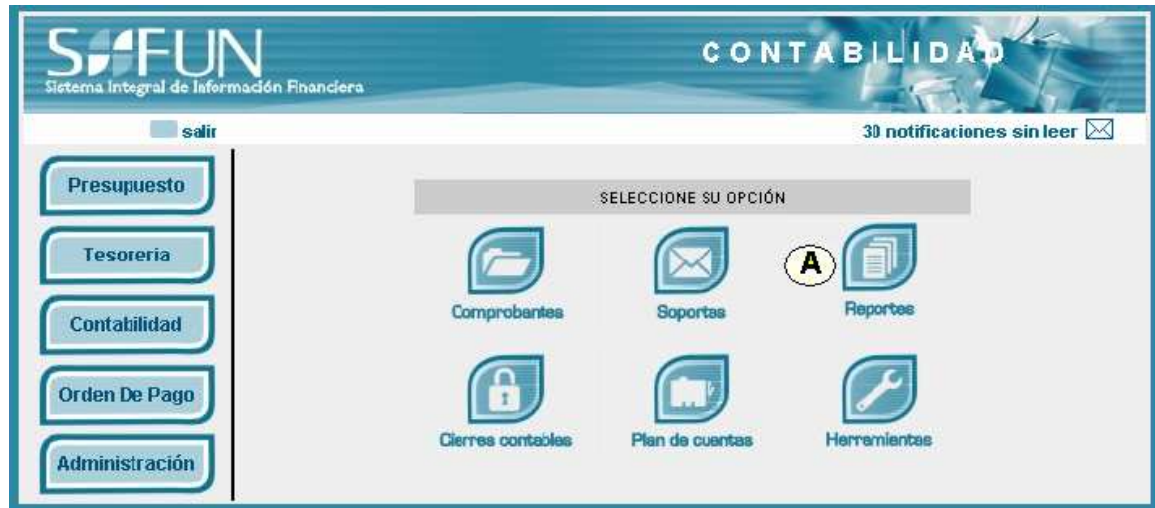 SIIFUN
Sistema Integral de Información Financiera
CONTABILIDAD
salir
30 notificaciones sin leer
Presupuesto
Tesoreria
Contabilidad
Orden De Pago
Administración
SELECCIONE SU OPCIÓN
A
Comprobantes
Soportes
Reportes
Cierres contables
Plan de cuentas
Herramientas